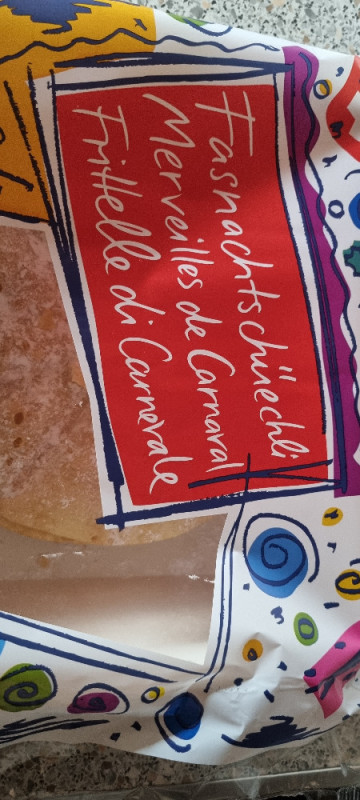 Fasnachtschüechli
Merveilles de Carnaval
Frittelle di Carnevale